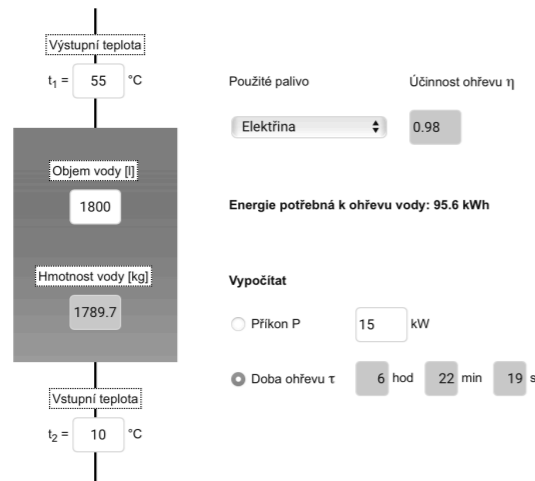 Výstupní teplota
t₁ = 55 °C
Použité palivo Účinnost ohřevu η
Elektřina 0.98
Objem vody [l]
1800
Energie potřebná k ohřevu vody: 95.6 kWh
Hmotnost vody [kg]
1789.7
Vypočítat
Příkon P 15 kW
Doba ohřevu τ 6 hod 22 min 19 s
Vstupní teplota
t₂ = 10 °C